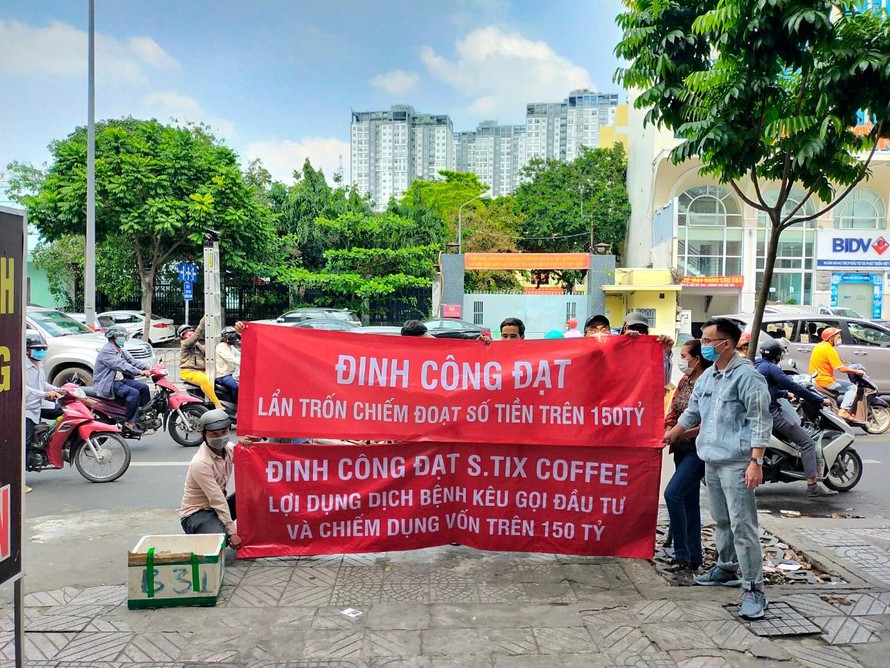 ĐINH CÔNG ĐẠT
LẨN TRỐN CHIẾM ĐOẠT SỐ TIỀN TRÊN 150TỶ
ĐINH CÔNG ĐẠT S.TIX COFFEE
LỢI DỤNG DỊCH BỆNH KÊU GỌI ĐẦU TƯ
VÀ CHIẾM DỤNG VỐN TRÊN 150 TỶ
BIDV
B31
H
G
N